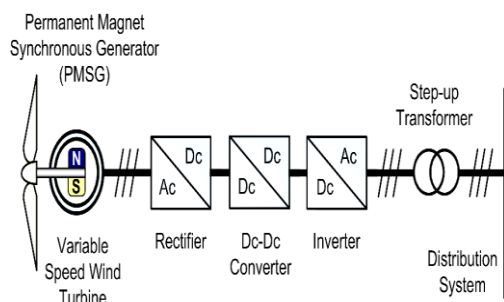 Permanent Magnet
Synchronous Generator
(PMSG)
Step-up
Transformer
N
S
Dc
Ac
Dc
Dc
Ac
Dc
Variable
Speed Wind
Turbine
Rectifier
Dc-Dc
Converter
Inverter
Distribution
System